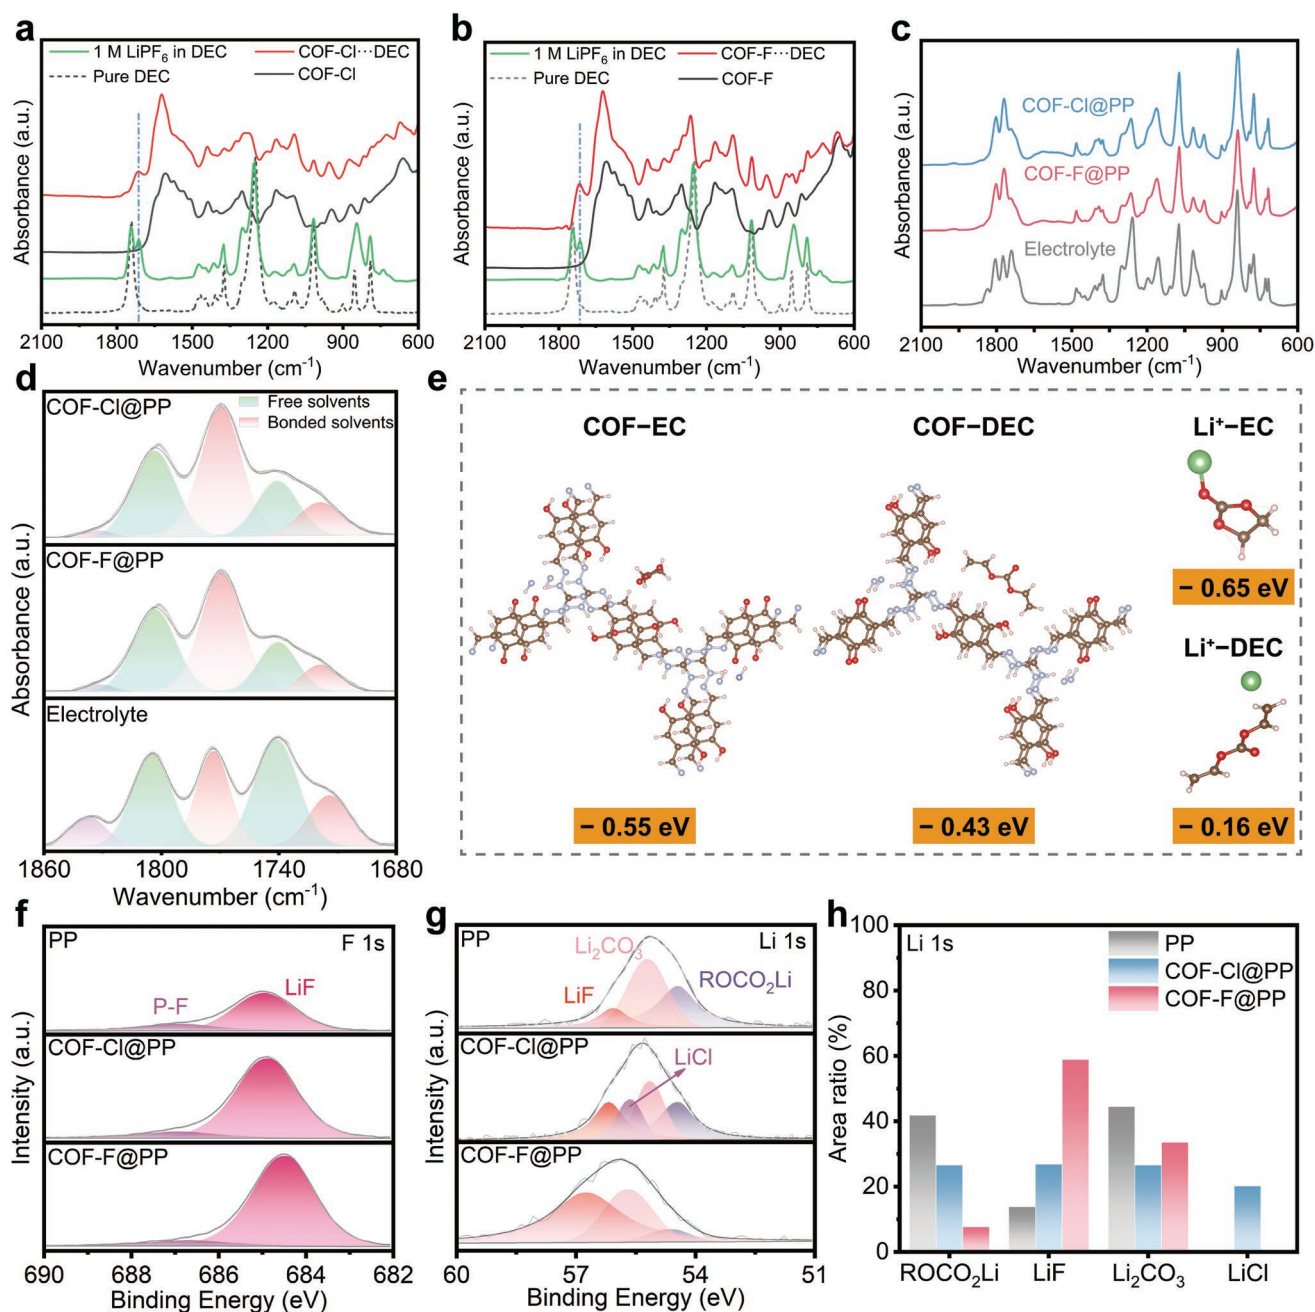 a
1 M LiPF6 in DEC
COF-Cl···DEC
Pure DEC
COF-Cl
Absorbance (a.u.)
2100 1800 1500 1200 900 600
Wavenumber (cm-1)
b
1 M LiPF6 in DEC
COF-F···DEC
Pure DEC
COF-F
Absorbance (a.u.)
2100 1800 1500 1200 900 600
Wavenumber (cm-1)
c
COF-Cl@PP
COF-F@PP
Electrolyte
Absorbance (a.u.)
2100 1800 1500 1200 900 600
Wavenumber (cm-1)
d
COF-Cl@PP
Free solvents
Bonded solvents
COF-F@PP
Electrolyte
Absorbance (a.u.)
1860 1800 1740 1680
Wavenumber (cm-1)
e
COF−EC
COF−DEC
Li+−EC
− 0.65 eV
Li+−DEC
− 0.55 eV
− 0.43 eV
− 0.16 eV
f
PP
F 1s
P-F
LiF
COF-Cl@PP
COF-F@PP
Intensity (a.u.)
690 688 686 684 682
Binding Energy (eV)
g
PP
Li 1s
Li2CO3
ROCO2Li
LiF
COF-Cl@PP
LiCl
COF-F@PP
Intensity (a.u.)
60 57 54 51
Binding Energy (eV)
h
Li 1s
PP
COF-Cl@PP
COF-F@PP
Area ratio (%)
100
80
60
40
20
0
ROCO2Li LiF Li2CO3 LiCl